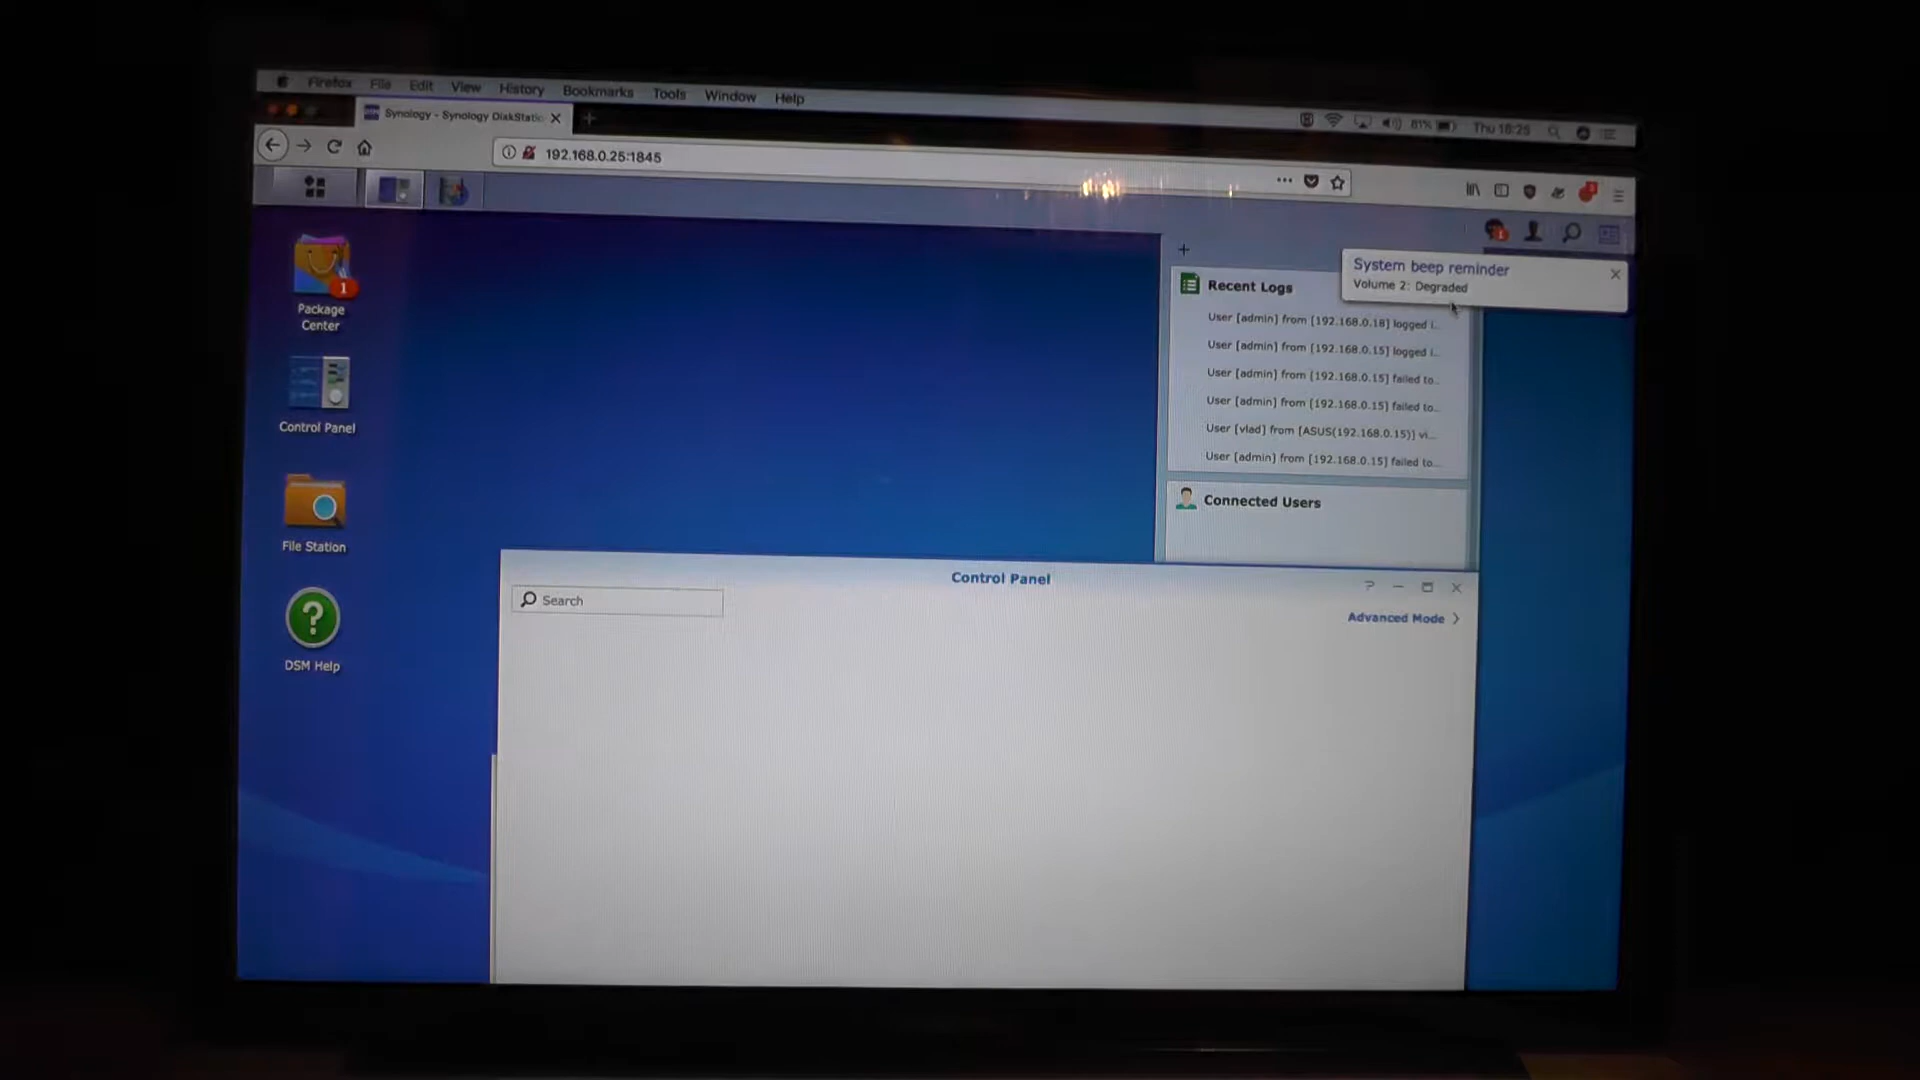 Firefox File Edit View History Bookmarks Tools Window Help
81% Thu 16:25
Synology - Synology DiskStatio
192.168.0.25:1845
System beep reminder
Volume 2: Degraded
Recent Logs
User [admin] from [192.168.0.18] logged i...
User [admin] from [192.168.0.15] logged i...
User [admin] from [192.168.0.15] failed to...
User [admin] from [192.168.0.15] failed to...
User [vlad] from [ASUS(192.168.0.15)] vi...
User [admin] from [192.168.0.15] failed to...
Connected Users
1
Package
Center
Control Panel
File Station
DSM Help
Control Panel
Search
Advanced Mode